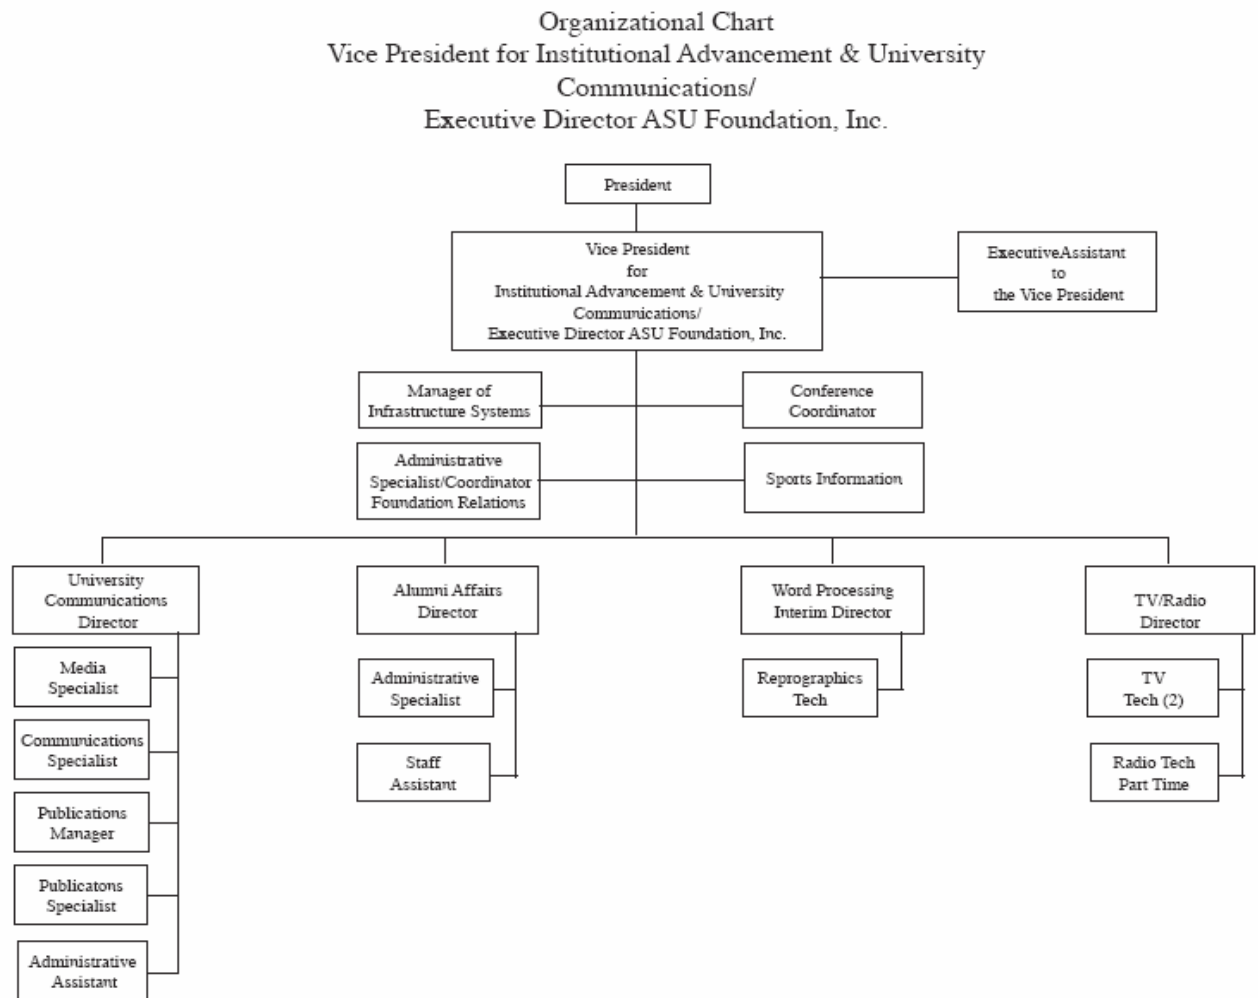 Organizational Chart
Vice President for Institutional Advancement & University
Communications/
Executive Director ASU Foundation, Inc.
President
Vice President
for
Institutional Advancement & University
Communications/
Executive Director ASU Foundation, Inc.
ExecutiveAssistant
to
the Vice President
Manager of
Infrastructure Systems
Conference
Coordinator
Administrative
Specialist/Coordinator
Foundation Relations
Sports Information
University
Communications
Director
Alumni Affairs
Director
Word Processing
Interim Director
TV/Radio
Director
Media
Specialist
Communications
Specialist
Publications
Manager
Publicatons
Specialist
Administrative
Assistant
Administrative
Specialist
Staff
Assistant
Reprographics
Tech
TV
Tech (2)
Radio Tech
Part Time